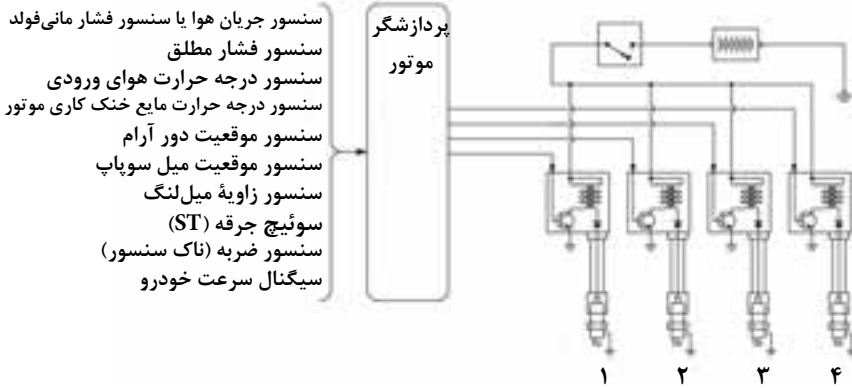 سنسور جریان هوا یا سنسور فشار مانی‌فولد
سنسور فشار مطلق
سنسور درجه حرارت هوای ورودی
سنسور درجه حرارت مایع خنک کاری موتور
سنسور موقعیت دور آرام
سنسور موقعیت میل سوپاپ
سنسور زاویهٔ میل‌لنگ
سوئیچ جرقه (ST)
سنسور ضربه (ناک سنسور)
سیگنال سرعت خودرو
پردازشگر
موتور
۱ ۲ ۳ ۴